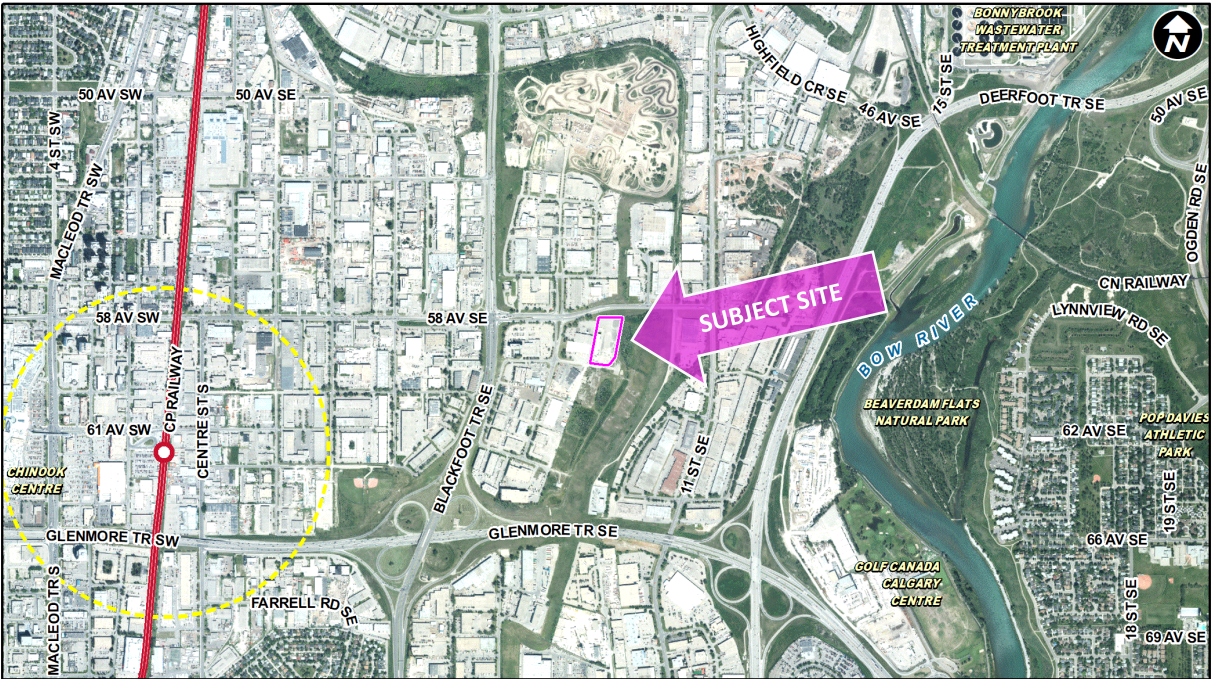 BONNYBROOK
WASTEWATER
TREATMENT PLANT
N
HIGHFIELD CR SE
50 AV SW
50 AV SE
46 AV SE
15 ST SE
DEERFOOT TR SE
50 AV SE
4 ST SW
MACLEOD TR SW
OGDEN RD SE
CN RAILWAY
SUBJECT SITE
58 AV SW
58 AV SE
LYNNVIEW RD SE
BOW RIVER
CP RAILWAY
CENTRE ST S
BLACKFOOT TR SE
BEAVERDAM FLATS
NATURAL PARK
POP DAVIES
ATHLETIC
PARK
61 AV SW
62 AV SE
11 ST SE
CHINOOK
CENTRE
19 ST SE
GLENMORE TR SW
GLENMORE TR SE
66 AV SE
GOLF CANADA
CALGARY
CENTRE
MACLEOD TR S
FARRELL RD SE
18 ST SE
69 AV SE